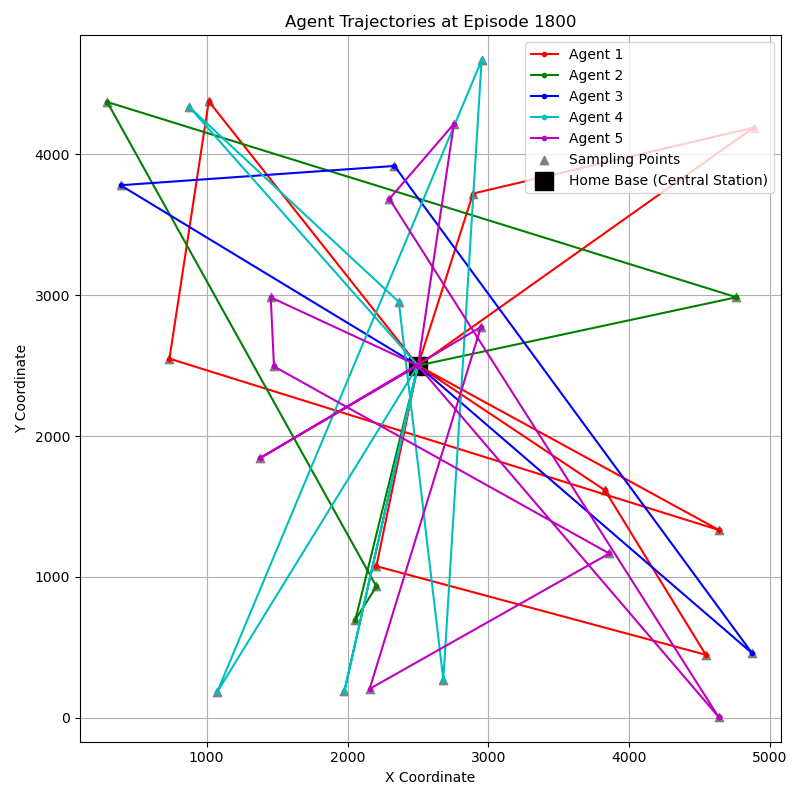 Agent Trajectories at Episode 1800
Agent 1
Agent 2
Agent 3
Agent 4
Agent 5
Sampling Points
Home Base (Central Station)
Y Coordinate
4000
3000
2000
1000
0
1000
2000
3000
4000
5000
X Coordinate